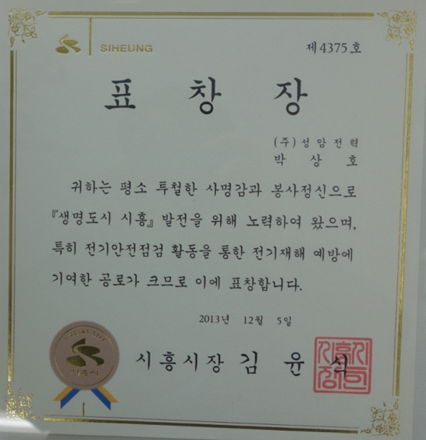 SIHEUNG
제4375호
표창장
(주)성암전력
박상호
귀하는 평소 투철한 사명감과 봉사정신으로
『생명도시 시흥』 발전을 위해 노력하여 왔으며,
특히 전기안전점검 활동을 통한 전기재해 예방에
기여한 공로가 크므로 이에 표창합니다.
2013년 12월 5일
시흥시장 김윤식